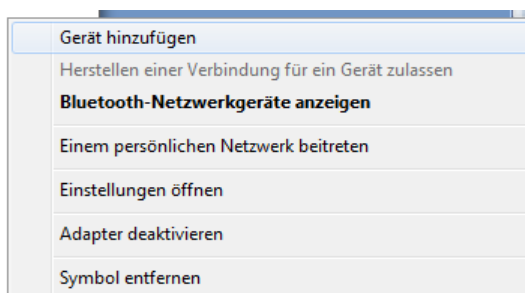 Gerät hinzufügen
Herstellen einer Verbindung für ein Gerät zulassen
Bluetooth-Netzwerkgeräte anzeigen
Einem persönlichen Netzwerk beitreten
Einstellungen öffnen
Adapter deaktivieren
Symbol entfernen